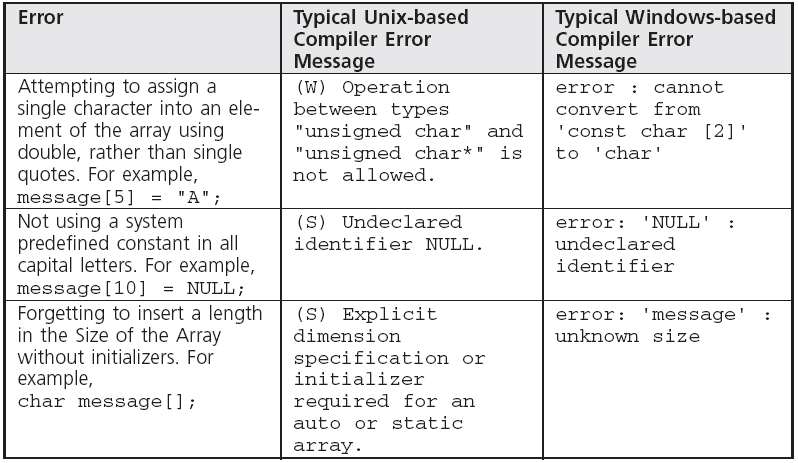 Error
Typical Unix-based
Compiler Error
Message
Typical Windows-based
Compiler Error
Message
Attempting to assign a
single character into an ele-
ment of the array using
double, rather than single
quotes. For example,
message[5] = "A";
(W) Operation
between types
"unsigned char" and
"unsigned char*" is
not allowed.
error : cannot
convert from
'const char [2]'
to 'char'
Not using a system
predefined constant in all
capital letters. For example,
message[10] = NULL;
(S) Undeclared
identifier NULL.
error: 'NULL' :
undeclared
identifier
Forgetting to insert a length
in the Size of the Array
without initializers. For
example,
char message[];
(S) Explicit
dimension
specification or
initializer
required for an
auto or static
array.
error: 'message' :
unknown size